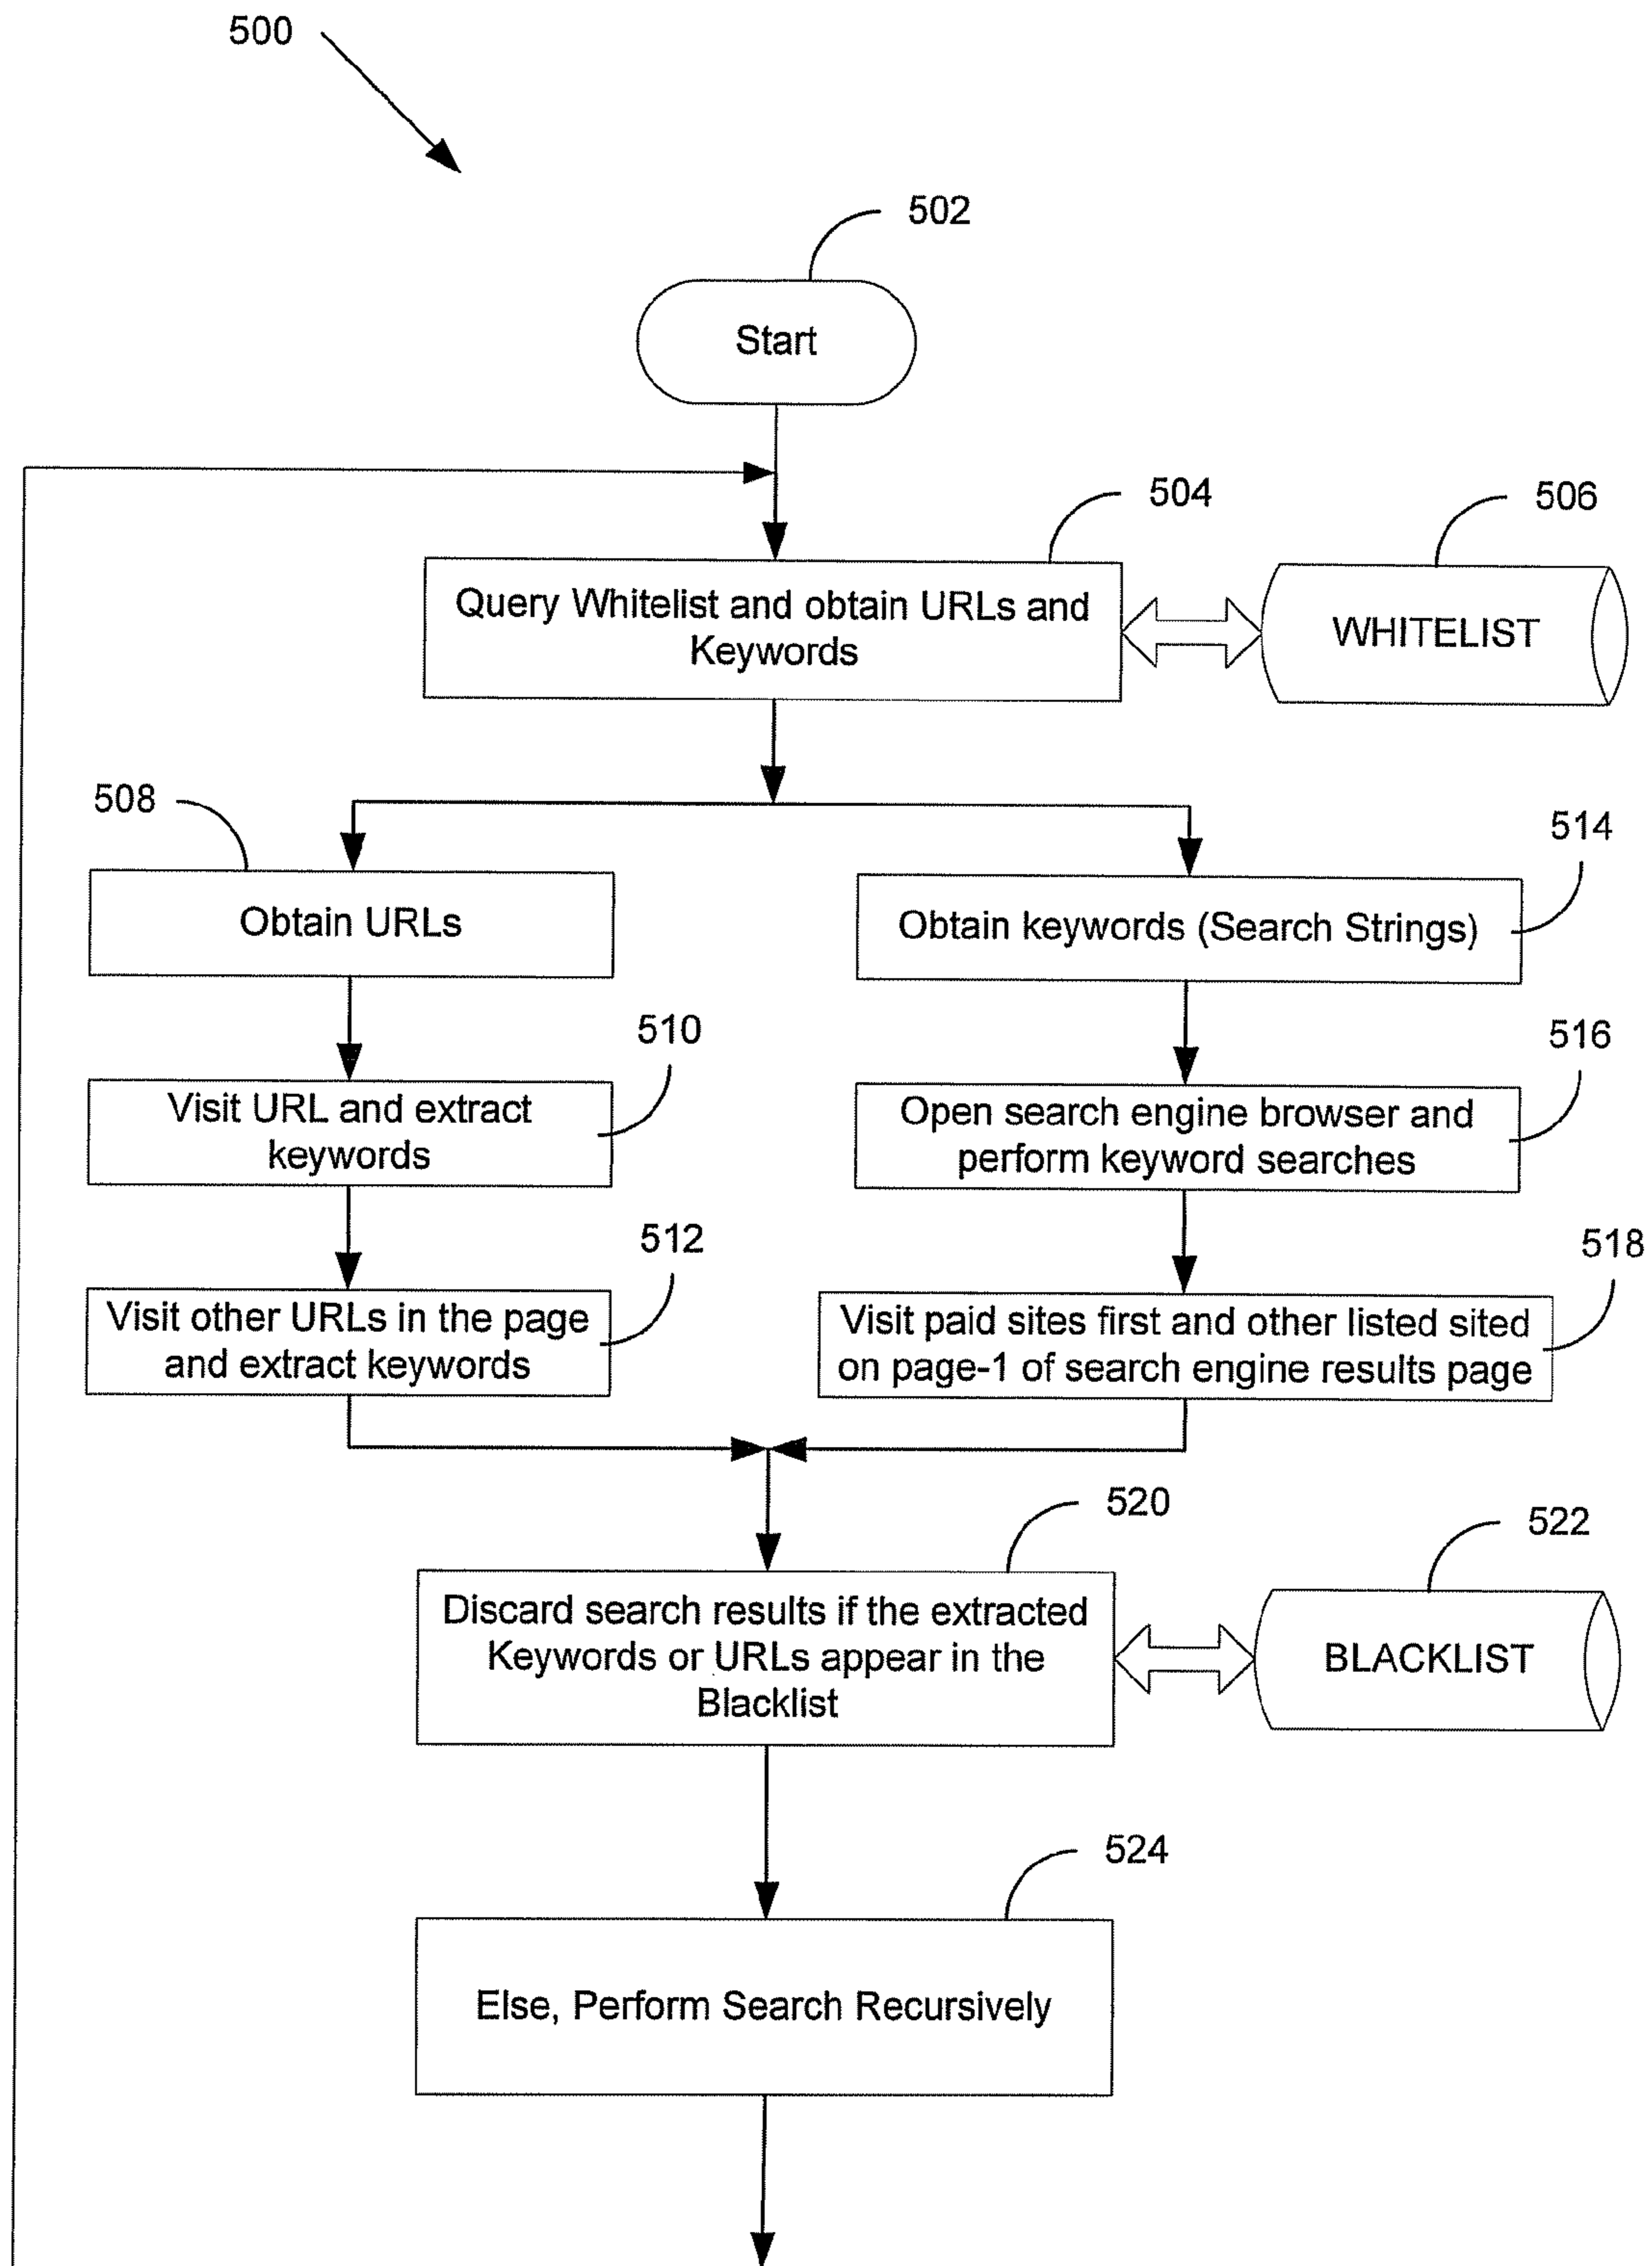 500
502
Start
504
506
Query Whitelist and obtain URLs and
Keywords
WHITELIST
508
514
Obtain URLs
Obtain keywords (Search Strings)
510
516
Visit URL and extract
keywords
Open search engine browser and
perform keyword searches
512
518
Visit other URLs in the page
and extract keywords
Visit paid sites first and other listed sited
on page-1 of search engine results page
520
522
Discard search results if the extracted
Keywords or URLs appear in the
Blacklist
BLACKLIST
524
Else, Perform Search Recursively